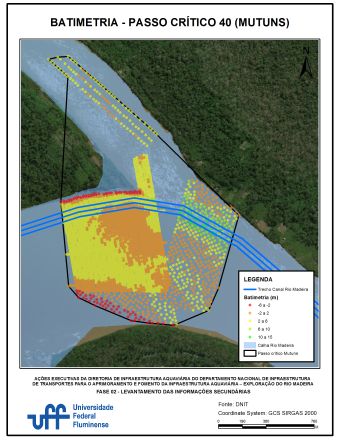 BATIMETRIA - PASSO CRÍTICO 40 (MUTUNS)
N
LEGENDA
Trecho Canal Rio Madeira
Batimetria (m)
-6 a -2
-2 a 2
2 a 6
6 a 10
10 a 15
Calha Rio Madeira
Passo crítico Mutuns
AÇÕES EXECUTIVAS DA DIRETORIA DE INFRAESTRUTURA AQUAVIÁRIA DO DEPARTAMENTO NACIONAL DE INFRAESTRUTURA
DE TRANSPORTES PARA O APRIMORAMENTO E FOMENTO DA INFRAESTRUTURA AQUAVIÁRIA – EXPLORAÇÃO DO RIO MADEIRA
FASE 02 - LEVANTAMENTO DAS INFORMAÇÕES SECUNDÁRIAS
uff
Universidade
Federal
Fluminense
Fonte: DNIT
Coordinate System: GCS SIRGAS 2000